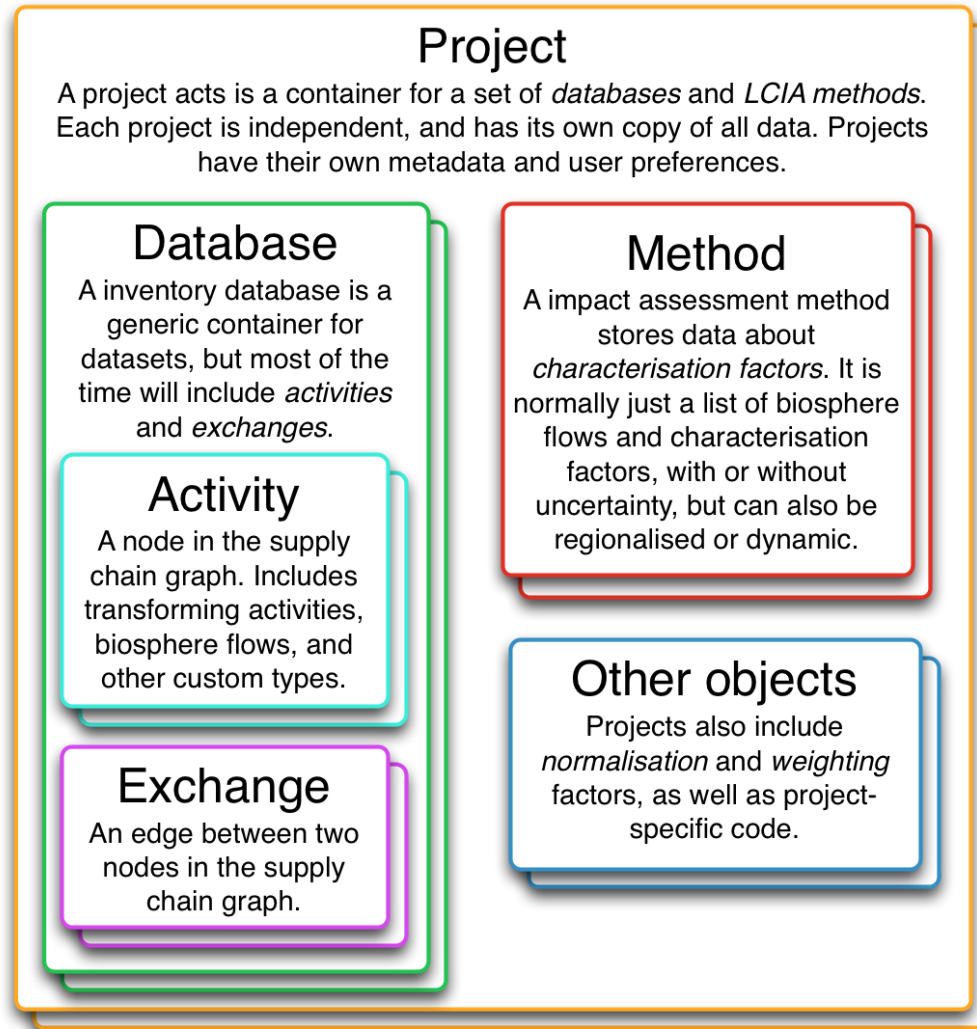 Project
A project acts is a container for a set of databases and LCIA methods.
Each project is independent, and has its own copy of all data. Projects
have their own metadata and user preferences.
Database
A inventory database is a
generic container for
datasets, but most of the
time will include activities
and exchanges.
Activity
A node in the supply
chain graph. Includes
transforming activities,
biosphere flows, and
other custom types.
Exchange
An edge between two
nodes in the supply
chain graph.
Method
A impact assessment method
stores data about
characterisation factors. It is
normally just a list of biosphere
flows and characterisation
factors, with or without
uncertainty, but can also be
regionalised or dynamic.
Other objects
Projects also include
normalisation and weighting
factors, as well as project-
specific code.